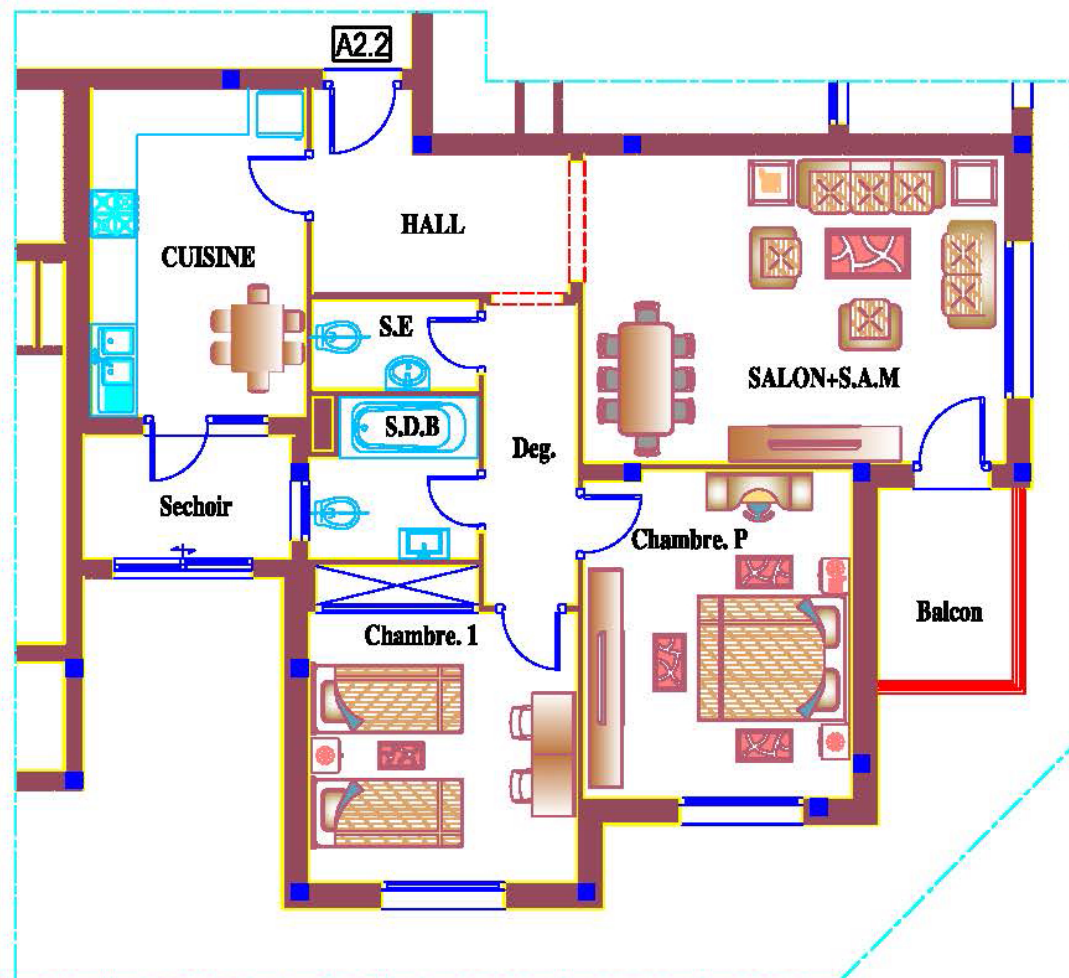 A2.2
HALL
CUISINE
S.E
SALON+S.A.M
S.D.B
Deg.
Sechoir
Chambre. P
Balcon
Chambre. 1